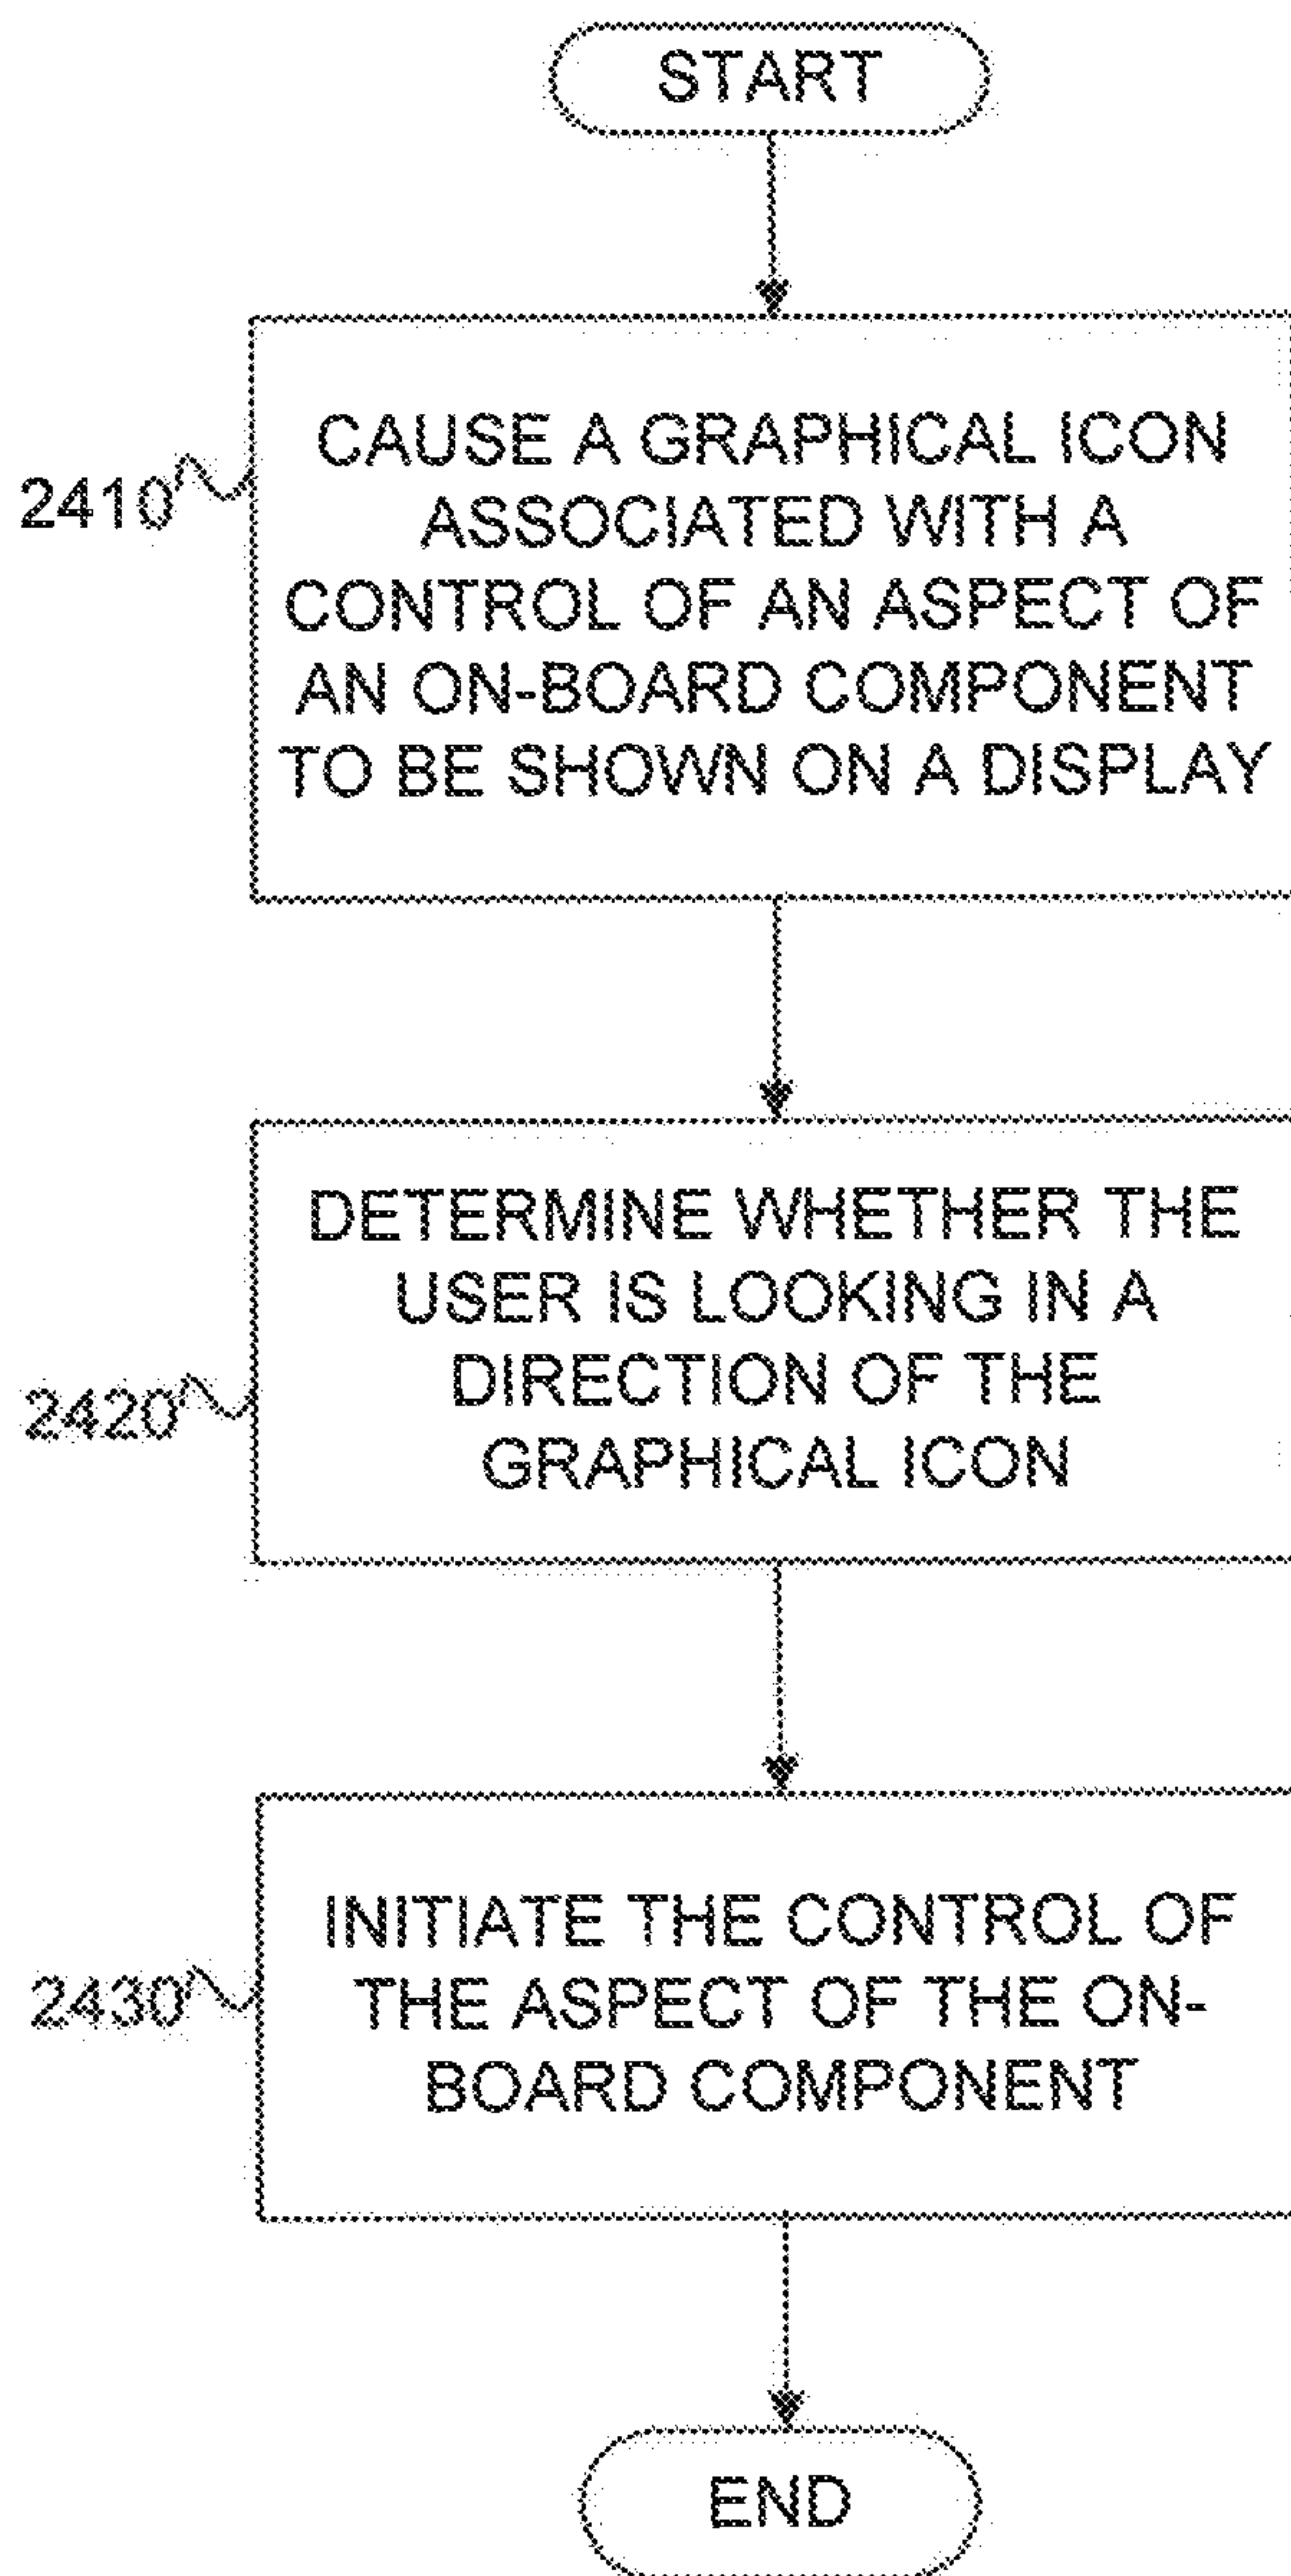 START
2410
CAUSE A GRAPHICAL ICON
ASSOCIATED WITH A
CONTROL OF AN ASPECT OF
AN ON-BOARD COMPONENT
TO BE SHOWN ON A DISPLAY
2420
DETERMINE WHETHER THE
USER IS LOOKING IN A
DIRECTION OF THE
GRAPHICAL ICON
2430
INITIATE THE CONTROL OF
THE ASPECT OF THE ON-
BOARD COMPONENT
END